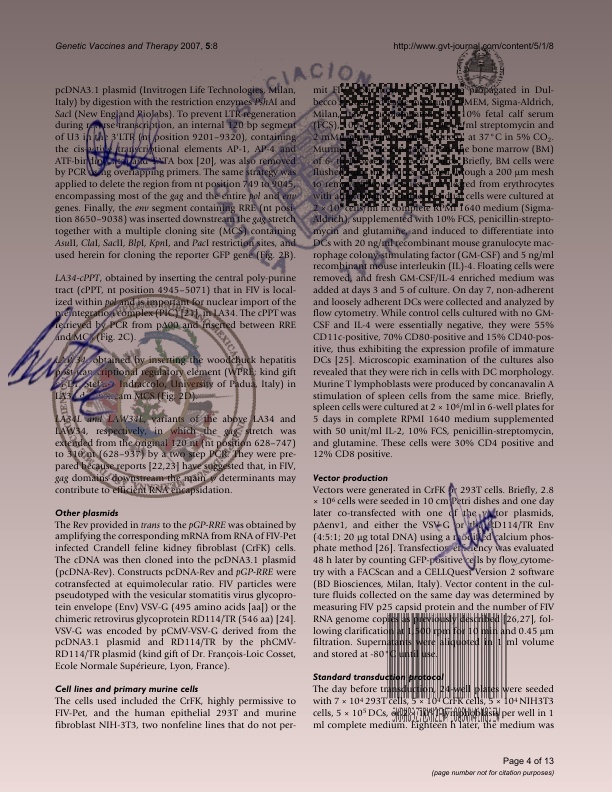 Genetic Vaccines and Therapy 2007, 5:8
http://www.gvt-journal.com/content/5/1/8
pcDNA3.1 plasmid (Invitrogen Life Technologies, Milan,
Italy) by digestion with the restriction enzymes PstAI and
SacI (New England Biolabs). To prevent LTR regeneration
during reverse transcription, an internal 120 bp segment
of U3 in the 3'LTR (nt position 9201–9320), containing
the cis-acting transcriptional elements AP-1, AP-4 and
ATF-binding and TATA box [20], was also removed
by PCR using overlapping primers. The same strategy was
applied to delete the region from nt position 749 to 9045,
encompassing most of the gag and the entire pol and env
genes. Finally, the env segment containing RRE (nt posi-
tion 8650–9038) was inserted downstream the gag stretch
together with a multiple cloning site (MCS) containing
AsuII, ClaI, SacII, BlpI, KpnI, and PacI restriction sites, and
used herein for cloning the reporter GFP gene (Fig. 2B).
LA34-cPPT, obtained by inserting the central poly-purine
tract (cPPT, nt position 4945–5071) that in FIV is local-
ized within pol and is important for nuclear import of the
preintegration complex (PIC) [21], in LA34. The cPPT was
retrieved by PCR from p∆00 and inserted between RRE
and MCS (Fig. 2C).
LAW34, obtained by inserting the woodchuck hepatitis
post-transcriptional regulatory element (WPRE; kind gift
of Dr. Stefano Indraccolo, University of Padua, Italy) in
LA34 downstream MCS (Fig. 2D).
LA34L and LAW34L, variants of the above LA34 and
LAW34, respectively, in which the gag stretch was
extended from the original 120 nt (nt position 628–747)
to 310 nt (628–937) by a two step PCR. They were pre-
pared because reports [22,23] have suggested that, in FIV,
gag domains downstream the main ψ determinants may
contribute to efficient RNA encapsidation.
Other plasmids
The Rev provided in trans to the pGP-RRE was obtained by
amplifying the corresponding mRNA from RNA of FIV-Pet
infected Crandell feline kidney fibroblast (CrFK) cells.
The cDNA was then cloned into the pcDNA3.1 plasmid
(pcDNA-Rev). Constructs pcDNA-Rev and pGP-RRE were
cotransfected at equimolar ratio. FIV particles were
pseudotyped with the vesicular stomatitis virus glycopro-
tein envelope (Env) VSV-G (495 amino acids [aa]) or the
chimeric retrovirus glycoprotein RD114/TR (546 aa) [24].
VSV-G was encoded by pCMV-VSV-G derived from the
pcDNA3.1 plasmid and RD114/TR by the phCMV-
RD114/TR plasmid (kind gift of Dr. François-Loic Cosset,
Ecole Normale Supérieure, Lyon, France).
Cell lines and primary murine cells
The cells used included the CrFK, highly permissive to
FIV-Pet, and the human epithelial 293T and murine
fibroblast NIH-3T3, two nonfeline lines that do not per-
mit FIV propagated in Dul-
becco MEM, Sigma-Aldrich,
Milan, 10% fetal calf serum
(FCS), /ml streptomycin and
2 m at 37°C in 5% CO₂.
Mu bone marrow (BM)
of 6 Briefly, BM cells were
flushed through a 200 μm mesh
to rem from erythrocytes
with a cells were cultured at
2 × 10⁶ cells/ml in complete RPMI 1640 medium (Sigma-
Aldrich), supplemented with 10% FCS, penicillin-strepto-
mycin and glutamine, and induced to differentiate into
DCs with 20 ng/ml recombinant mouse granulocyte mac-
rophage colony stimulating factor (GM-CSF) and 5 ng/ml
recombinant mouse interleukin (IL)-4. Floating cells were
removed, and fresh GM-CSF/IL-4 enriched medium was
added at days 3 and 5 of culture. On day 7, non-adherent
and loosely adherent DCs were collected and analyzed by
flow cytometry. While control cells cultured with no GM-
CSF and IL-4 were essentially negative, they were 55%
CD11c-positive, 70% CD80-positive and 15% CD40-pos-
itive, thus exhibiting the expression profile of immature
DCs [25]. Microscopic examination of the cultures also
revealed that they were rich in cells with DC morphology.
Murine T lymphoblasts were produced by concanavalin A
stimulation of spleen cells from the same mice. Briefly,
spleen cells were cultured at 2 × 10⁶/ml in 6-well plates for
5 days in complete RPMI 1640 medium supplemented
with 50 unit/ml IL-2, 10% FCS, penicillin-streptomycin,
and glutamine. These cells were 30% CD4 positive and
12% CD8 positive.
Vector production
Vectors were generated in CrFK or 293T cells. Briefly, 2.8
× 10⁶ cells were seeded in 10 cm Petri dishes and one day
later co-transfected with one of the vector plasmids,
pAenv1, and either the VSV-G or the RD114/TR Env
(4:5:1; 20 μg total DNA) using a modified calcium phos-
phate method [26]. Transfection efficiency was evaluated
48 h later by counting GFP-positive cells by flow cytome-
try with a FACScan and a CELLQuest Version 2 software
(BD Biosciences, Milan, Italy). Vector content in the cul-
ture fluids collected on the same day was determined by
measuring FIV p25 capsid protein and the number of FIV
RNA genome copies as previously described [26,27], fol-
lowing clarification at 1,500 rpm for 10 min and 0.45 μm
filtration. Supernatants were aliquoted in 1 ml volume
and stored at -80°C until use.
Standard transduction protocol
The day before transduction, 24-well plates were seeded
with 7 × 10⁴ 293T cells, 5 × 10⁴ CrFK cells, 5 × 10⁴ NIH3T3
cells, 5 × 10⁵ DCs, or T lymphoblasts per well in 1
ml complete medium. Eighteen h later, the medium was
Page 4 of 13
(page number not for citation purposes)